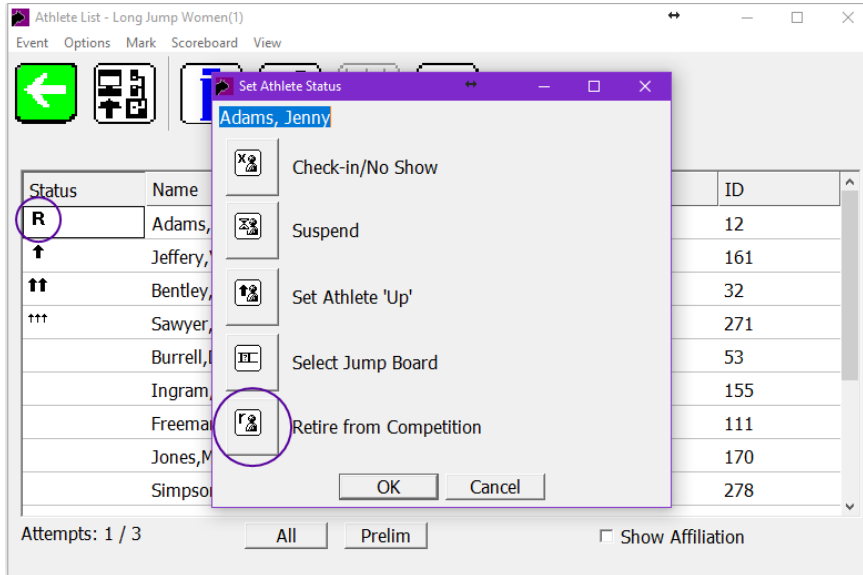 Athlete List - Long Jump Women(1)
Event Options Mark Scoreboard View
Set Athlete Status
Adams, Jenny
Check-in/No Show
Suspend
Set Athlete 'Up'
Select Jump Board
Retire from Competition
OK Cancel
Status Name ID
R Adams, 12
Jeffery, 161
Bentley, 32
Sawyer, 271
Burrell, 53
Ingram, 155
Freema 111
Jones,M 170
Simpso 278
Attempts: 1 / 3 All Prelim Show Affiliation